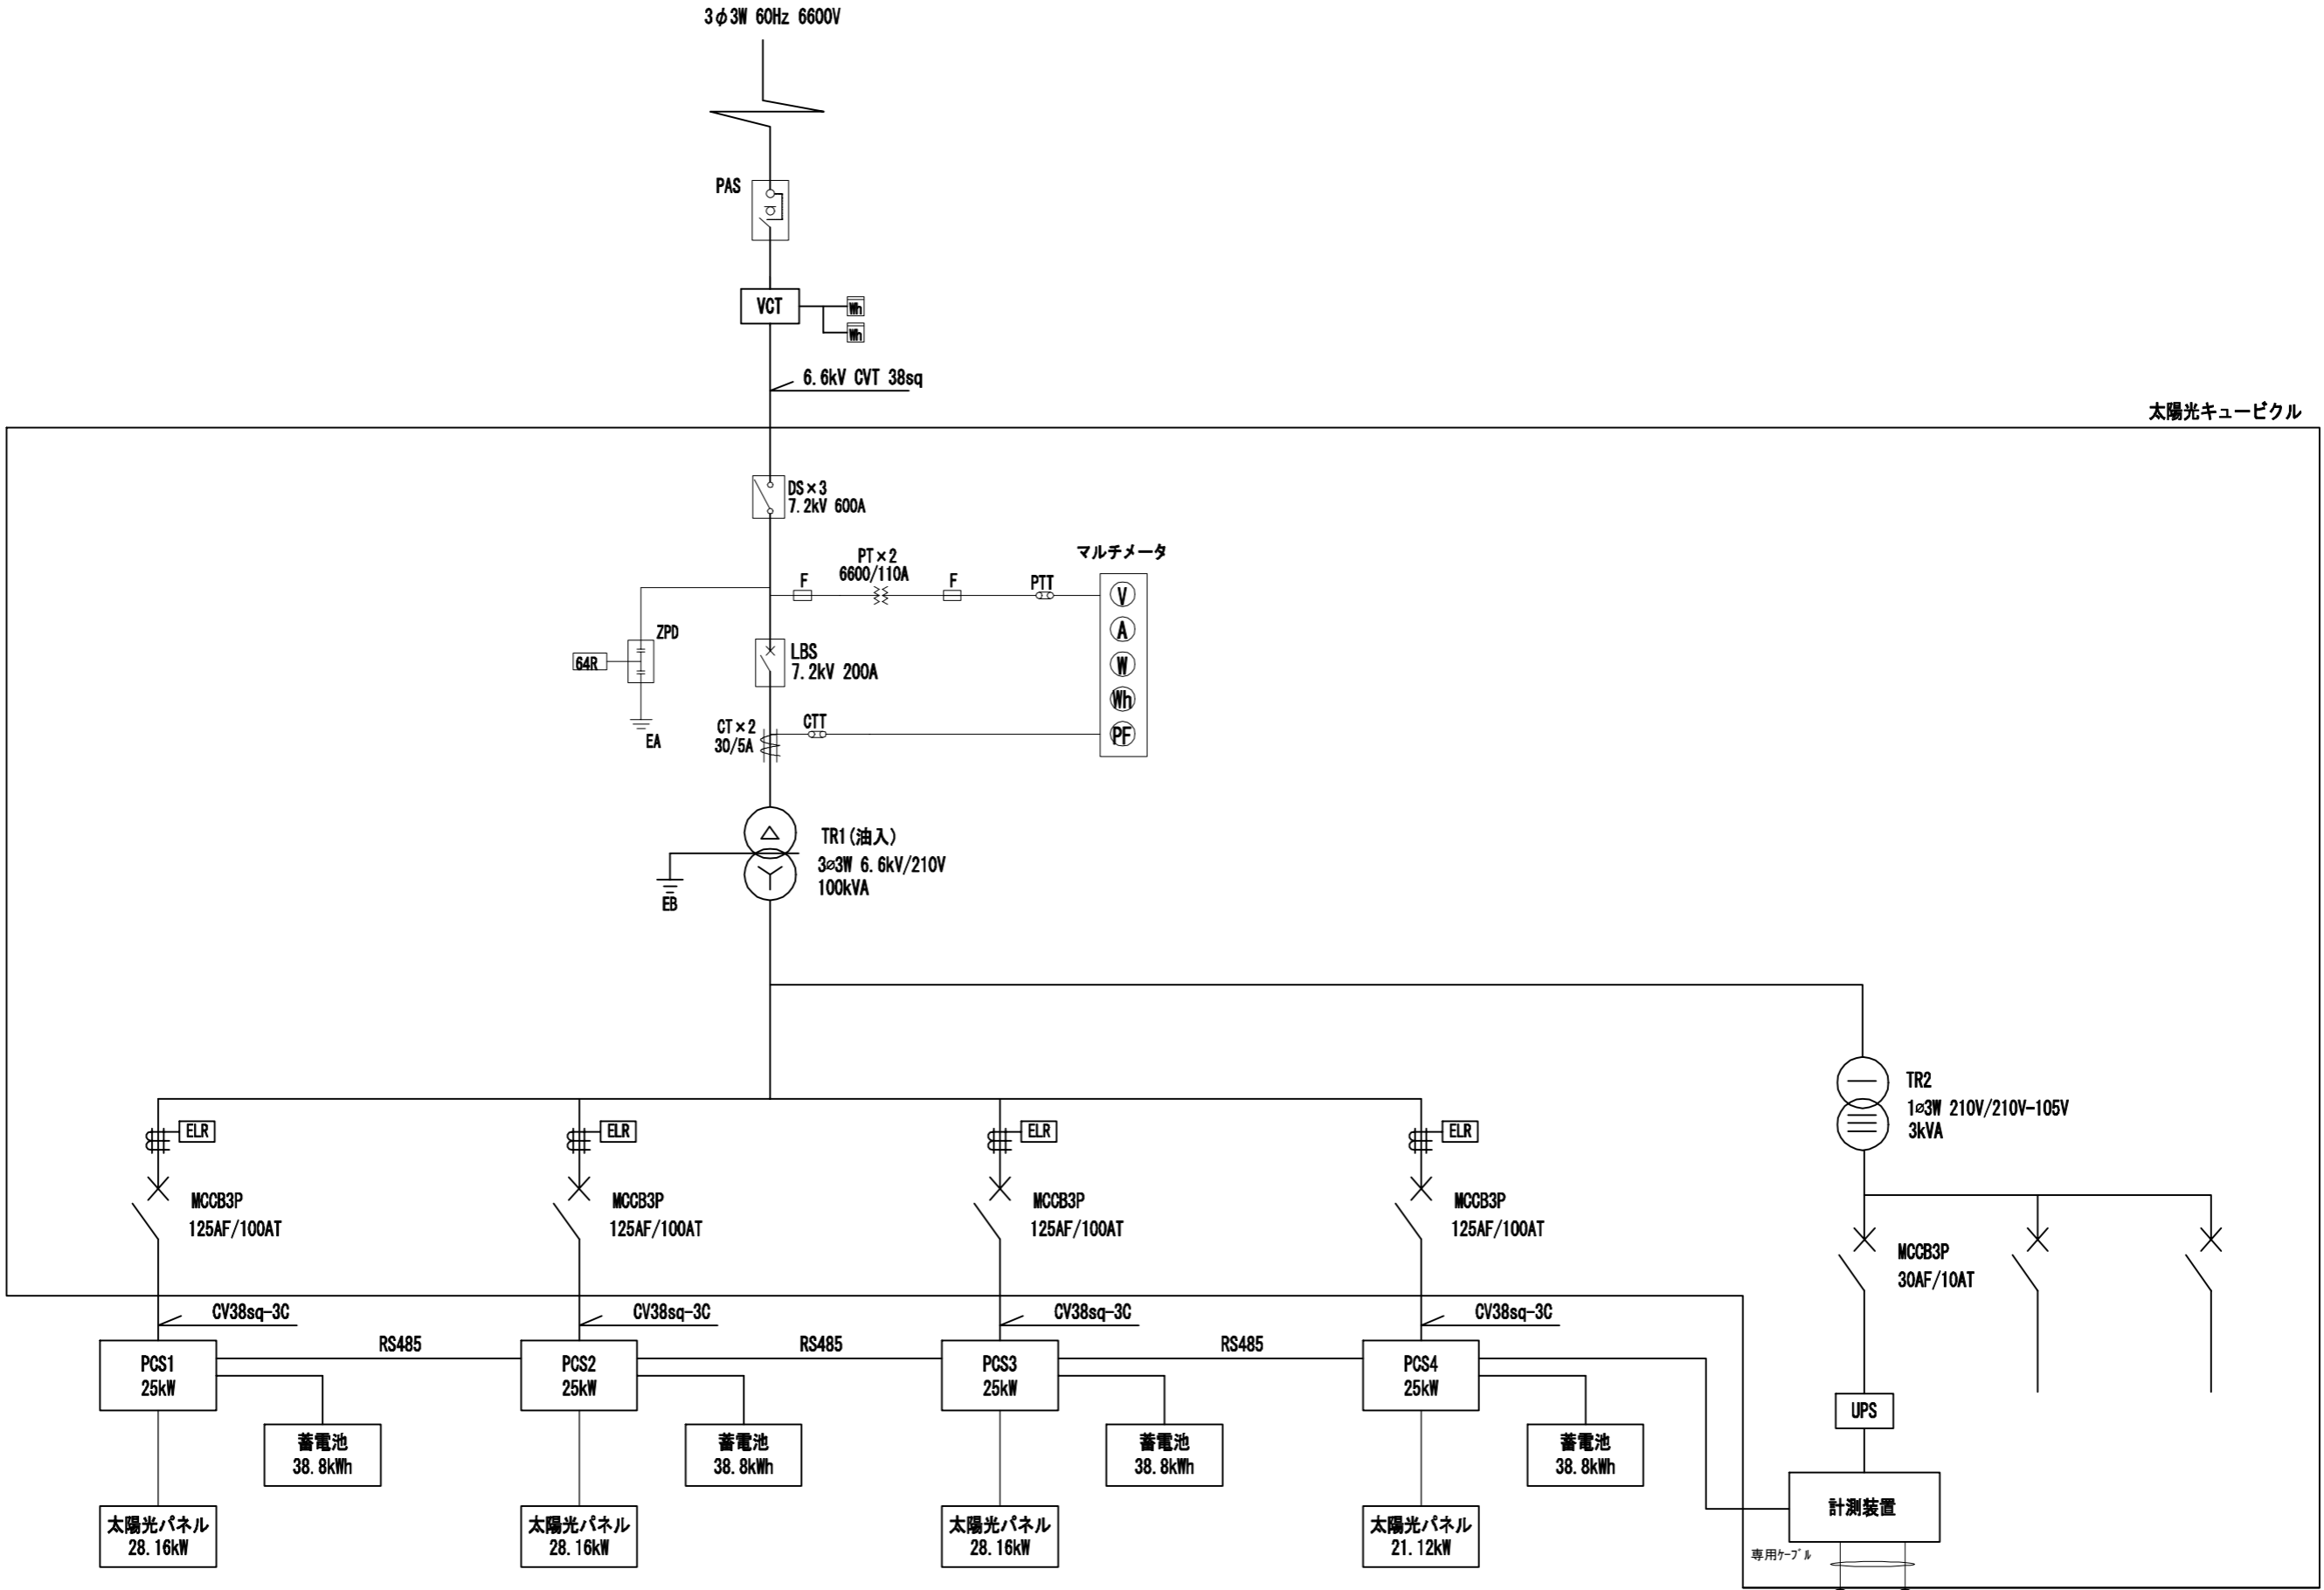 3φ3W 60Hz 6600V
PAS
VCT
Wh
Wh
6.6kV CVT 38sq
太陽光キュービクル
DS×3
7.2kV 600A
PT×2
6600/110A
F
F
PTT
マルチメータ
V
A
W
Wh
PF
ZPD
64R
EA
LBS
7.2kV 200A
CT×2
30/5A
CTT
TR1(油入)
3⌀3W 6.6kV/210V
100kVA
EB
TR2
1⌀3W 210V/210V-105V
3kVA
ELR
ELR
ELR
ELR
MCCB3P
125AF/100AT
MCCB3P
125AF/100AT
MCCB3P
125AF/100AT
MCCB3P
125AF/100AT
MCCB3P
30AF/10AT
CV38sq-3C
CV38sq-3C
CV38sq-3C
CV38sq-3C
RS485
RS485
RS485
PCS1
25kW
PCS2
25kW
PCS3
25kW
PCS4
25kW
UPS
蓄電池
38.8kWh
蓄電池
38.8kWh
蓄電池
38.8kWh
蓄電池
38.8kWh
計測装置
太陽光パネル
28.16kW
太陽光パネル
28.16kW
太陽光パネル
28.16kW
太陽光パネル
21.12kW
専用ｹｰﾌﾞﾙ